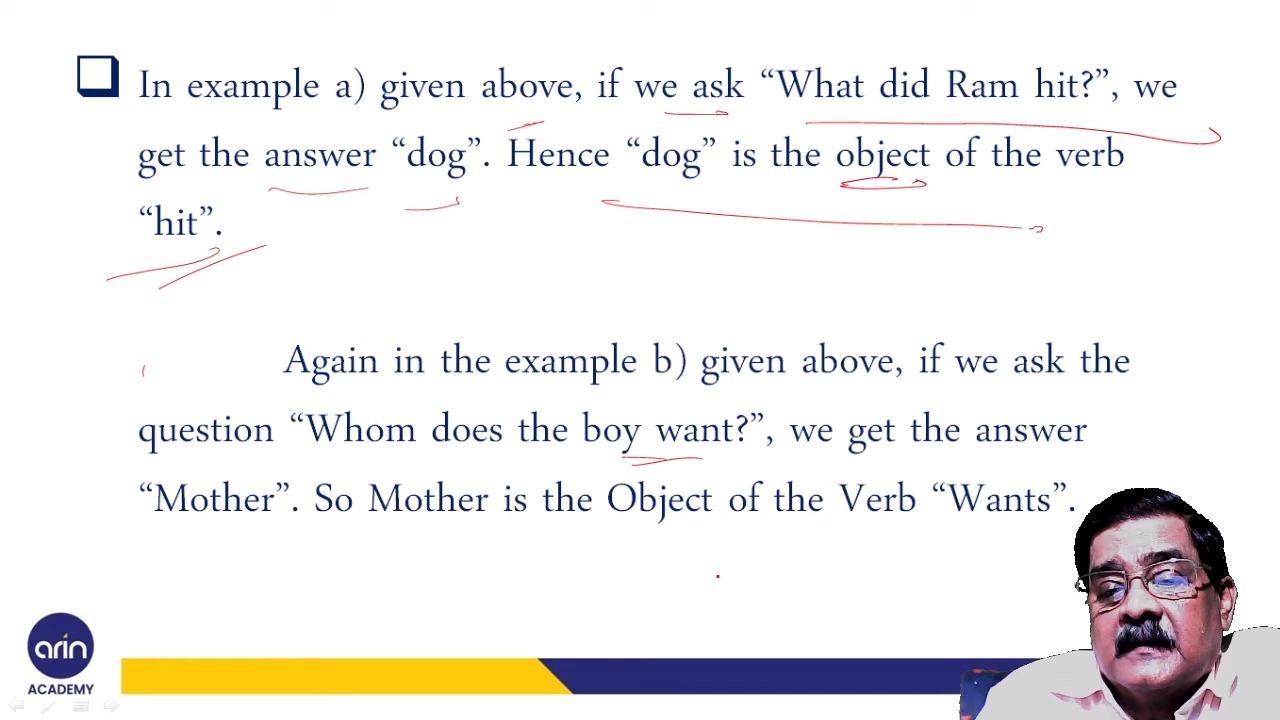 In example a) given above, if we ask “What did Ram hit?”, we
get the answer “dog”. Hence “dog” is the object of the verb
“hit”.
Again in the example b) given above, if we ask the
question “Whom does the boy want?”, we get the answer
“Mother”. So Mother is the Object of the Verb “Wants”.
arin
ACADEMY